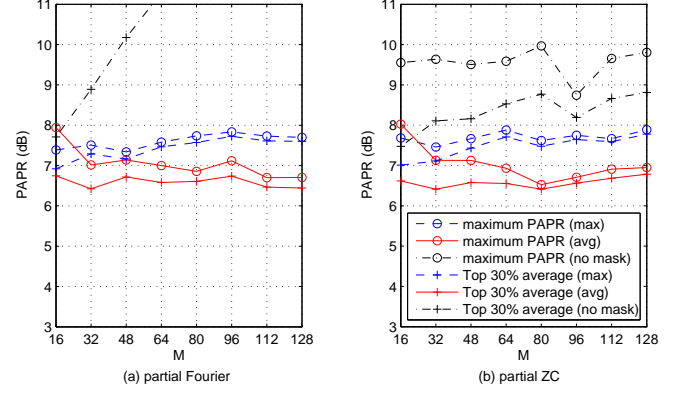 11
10
9
8
7
6
5
4
3
PAPR (dB)
16 32 48 64 80 96 112 128
M
(a) partial Fourier
11
10
9
8
7
6
5
4
3
PAPR (dB)
maximum PAPR (max)
maximum PAPR (avg)
maximum PAPR (no mask)
Top 30% average (max)
Top 30% average (avg)
Top 30% average (no mask)
16 32 48 64 80 96 112 128
M
(b) partial ZC